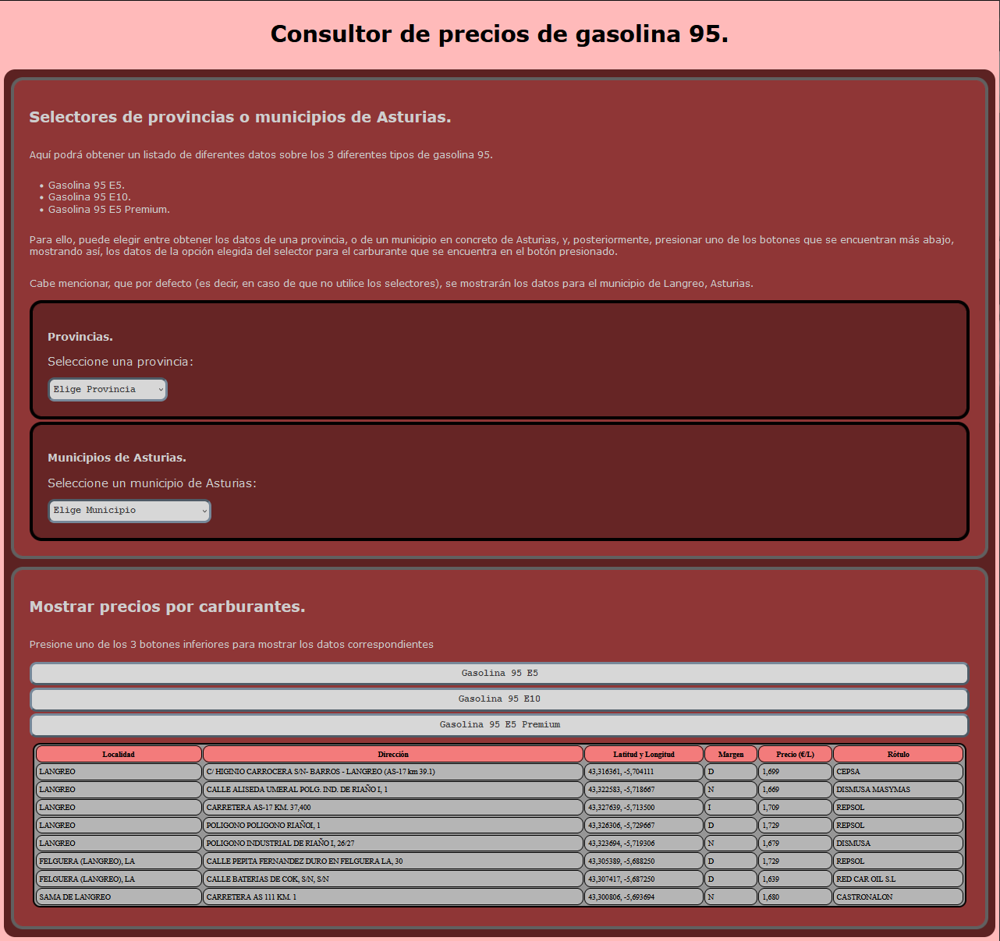 Consultor de precios de gasolina 95.
Selectores de provincias o municipios de Asturias.
Aquí podrá obtener un listado de diferentes datos sobre los 3 diferentes tipos de gasolina 95.
• Gasolina 95 E5.
• Gasolina 95 E10.
• Gasolina 95 E5 Premium.
Para ello, puede elegir entre obtener los datos de una provincia, o de un municipio en concreto de Asturias, y, posteriormente, presionar uno de los botones que se encuentran más abajo,
mostrando así, los datos de la opción elegida del selector para el carburante que se encuentra en el botón presionado.
Cabe mencionar, que por defecto (es decir, en caso de que no utilice los selectores), se mostrarán los datos para el municipio de Langreo, Asturias.
Provincias.
Seleccione una provincia:
Elige Provincia
Municipios de Asturias.
Seleccione un municipio de Asturias:
Elige Municipio
Mostrar precios por carburantes.
Presione uno de los 3 botones inferiores para mostrar los datos correspondientes
Gasolina 95 E5
Gasolina 95 E10
Gasolina 95 E5 Premium
Localidad Dirección Latitud y Longitud Margen Precio (€/L) Rótulo
LANGREO C/ HIGINIO CARROCERA S/N- BARROS - LANGREO (AS-17 km 39.1) 43,316361, -5,704111 D 1,699 CEPSA
LANGREO CALLE ALISEDA UMERAL POLG. IND. DE RIAÑO I, 1 43,322583, -5,718667 N 1,669 DISMUSA MASYMAS
LANGREO CARRETERA AS-17 KM. 37,400 43,327639, -5,713500 I 1,709 REPSOL
LANGREO POLIGONO POLIGONO RIAÑOI, 1 43,326306, -5,729667 D 1,729 REPSOL
LANGREO POLIGONO INDUSTRIAL DE RIAÑO I, 26/27 43,323694, -5,719306 N 1,679 DISMUSA
FELGUERA (LANGREO), LA CALLE PEPITA FERNANDEZ DURO EN FELGUERA LA, 30 43,305389, -5,688250 D 1,729 REPSOL
FELGUERA (LANGREO), LA CALLE BATERIAS DE COK, S/N, S/N 43,307417, -5,687250 D 1,639 RED CAR OIL S.L
SAMA DE LANGREO CARRETERA AS 111 KM. 1 43,300806, -5,693694 N 1,680 CASTRONALON